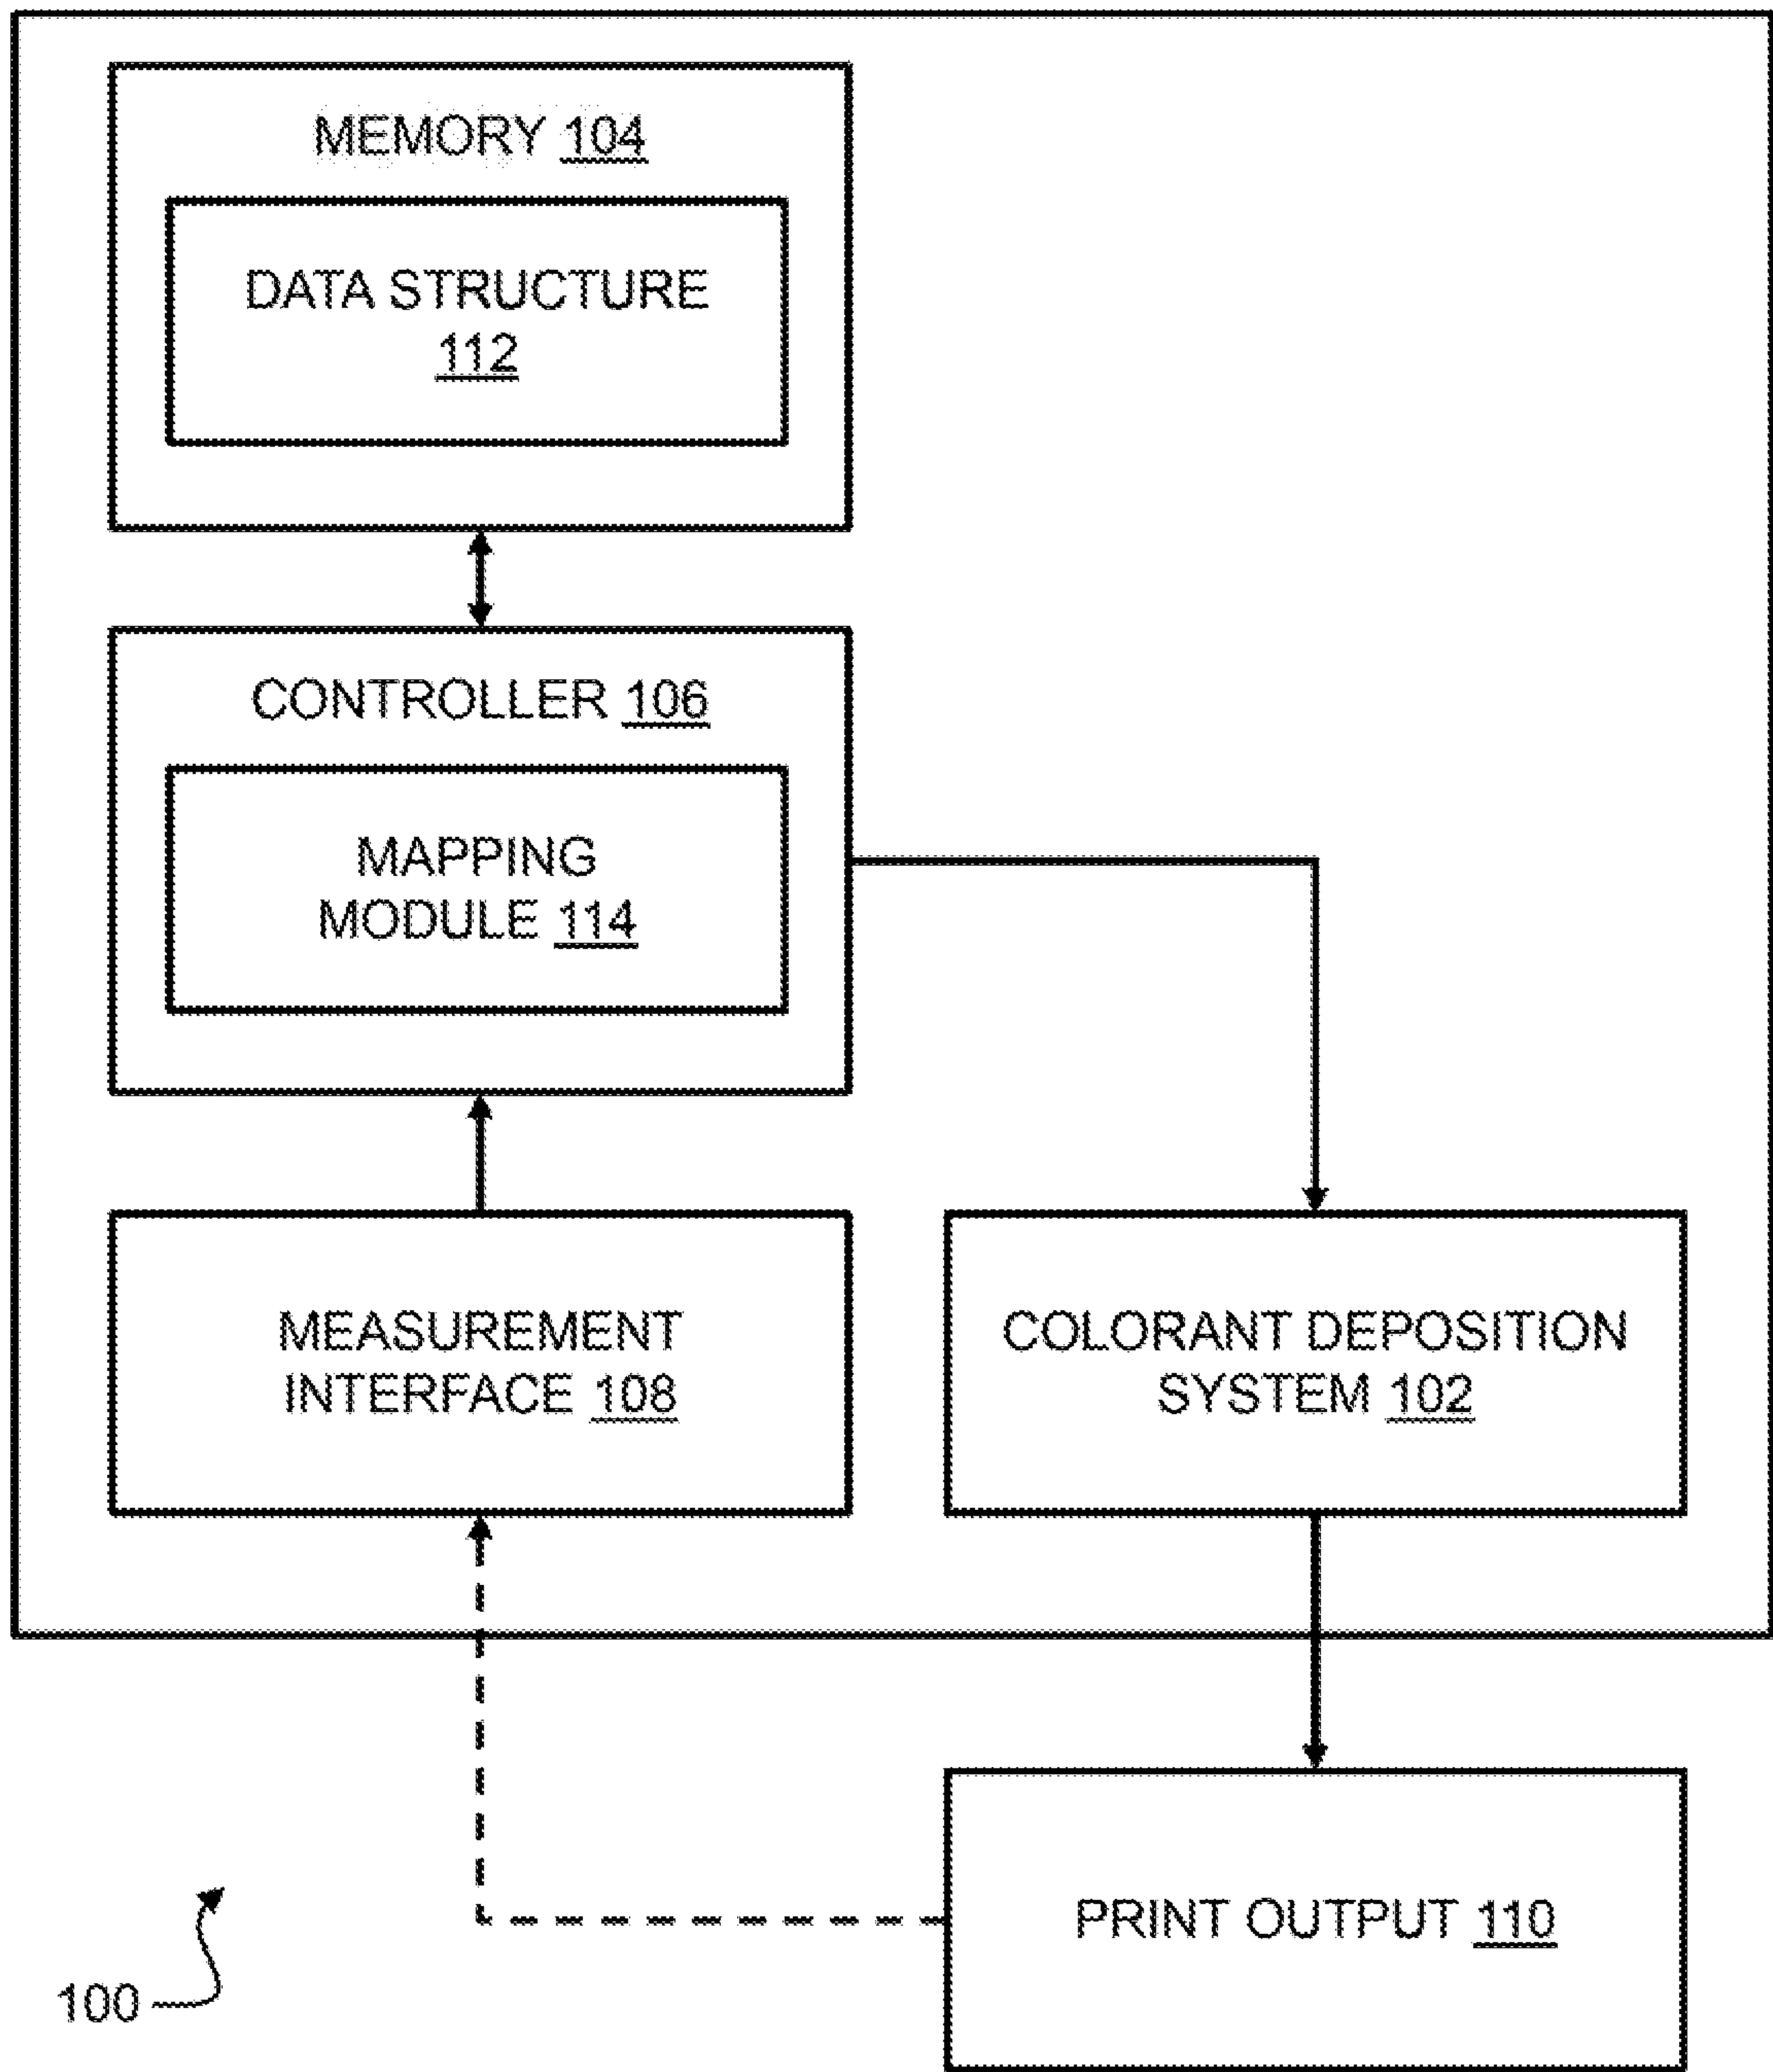 MEMORY 104
DATA STRUCTURE
112
CONTROLLER 106
MAPPING
MODULE 114
MEASUREMENT
INTERFACE 108
COLORANT DEPOSITION
SYSTEM 102
PRINT OUTPUT 110
100